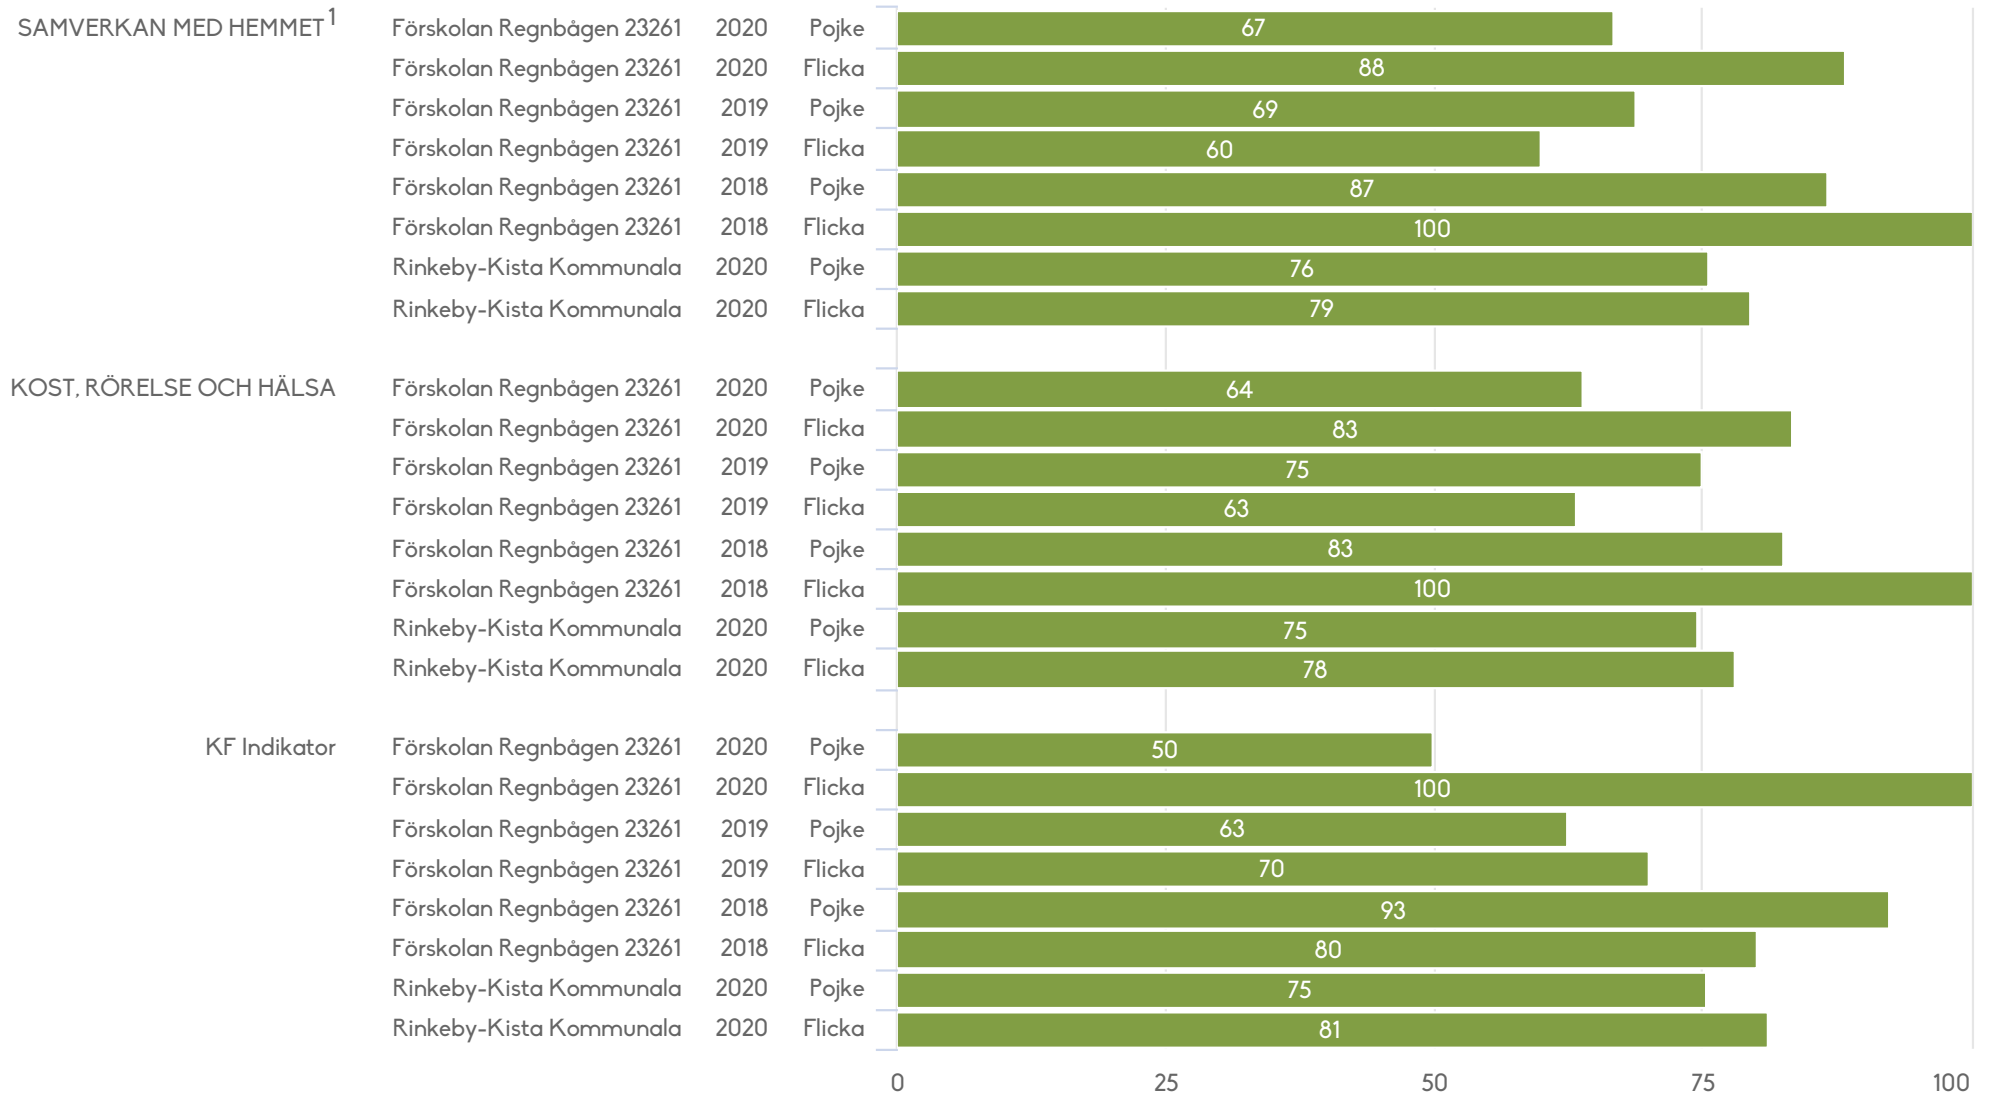 SAMVERKAN MED HEMMET1 Förskolan Regnbågen 23261 2020 Pojke 67
Förskolan Regnbågen 23261 2020 Flicka 88
Förskolan Regnbågen 23261 2019 Pojke 69
Förskolan Regnbågen 23261 2019 Flicka 60
Förskolan Regnbågen 23261 2018 Pojke 87
Förskolan Regnbågen 23261 2018 Flicka 100
Rinkeby-Kista Kommunala 2020 Pojke 76
Rinkeby-Kista Kommunala 2020 Flicka 79
KOST, RÖRELSE OCH HÄLSA Förskolan Regnbågen 23261 2020 Pojke 64
Förskolan Regnbågen 23261 2020 Flicka 83
Förskolan Regnbågen 23261 2019 Pojke 75
Förskolan Regnbågen 23261 2019 Flicka 63
Förskolan Regnbågen 23261 2018 Pojke 83
Förskolan Regnbågen 23261 2018 Flicka 100
Rinkeby-Kista Kommunala 2020 Pojke 75
Rinkeby-Kista Kommunala 2020 Flicka 78
KF Indikator Förskolan Regnbågen 23261 2020 Pojke 50
Förskolan Regnbågen 23261 2020 Flicka 100
Förskolan Regnbågen 23261 2019 Pojke 63
Förskolan Regnbågen 23261 2019 Flicka 70
Förskolan Regnbågen 23261 2018 Pojke 93
Förskolan Regnbågen 23261 2018 Flicka 80
Rinkeby-Kista Kommunala 2020 Pojke 75
Rinkeby-Kista Kommunala 2020 Flicka 81
0 25 50 75 100